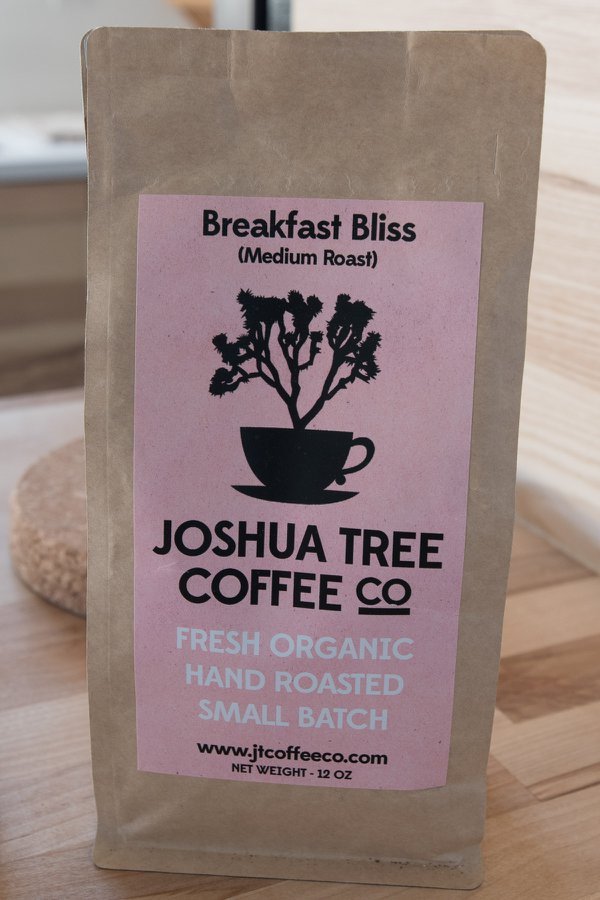 Breakfast Bliss
(Medium Roast)
JOSHUA TREE
COFFEE CO
FRESH ORGANIC
HAND ROASTED
SMALL BATCH
www.jtcoffeeco.com
NET WEIGHT - 12 OZ